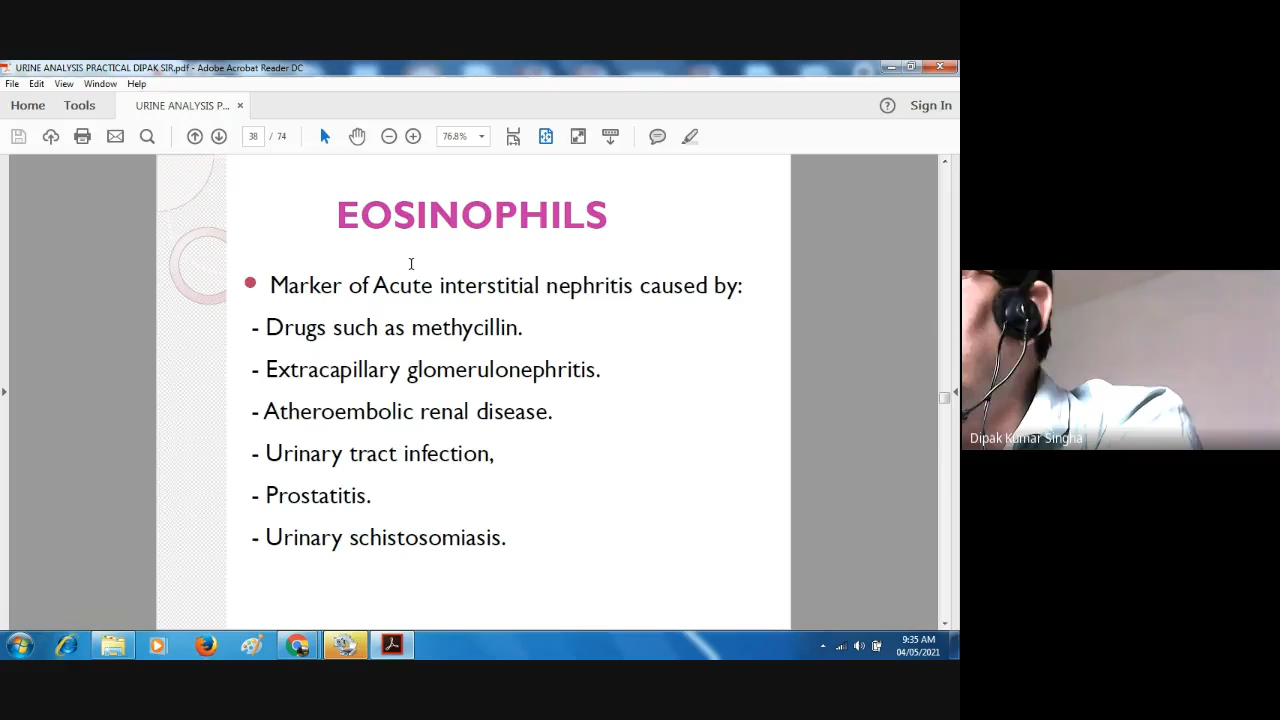 URINE ANALYSIS PRACTICAL DIPAK SIR.pdf - Adobe Acrobat Reader DC
File Edit View Window Help
Home Tools URINE ANALYSIS P... × ? Sign In
38 / 74 76.8%
EOSINOPHILS
• Marker of Acute interstitial nephritis caused by:
- Drugs such as methycillin.
- Extracapillary glomerulonephritis.
- Atheroembolic renal disease.
- Urinary tract infection,
- Prostatitis.
- Urinary schistosomiasis.
Dipak Kumar Singha
9:35 AM
04/05/2021